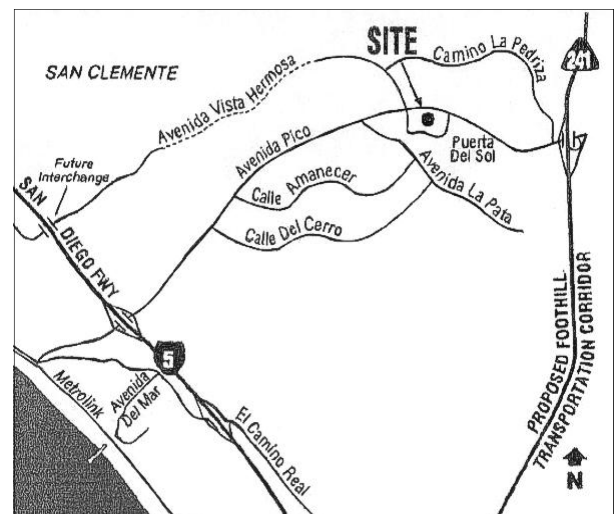 SITE
Camino La Pedriza
241
SAN CLEMENTE
Avenida Vista Hermosa
Avenida Pico
Puerta
Del Sol
Future
Interchange
Calle Amanecer
Avenida La Pata
Calle Del Cerro
SAN DIEGO FWY
5
PROPOSED FOOTHILL
TRANSPORTATION CORRIDOR
Metrolink
Avenida
Del Mar
El Camino Real
N